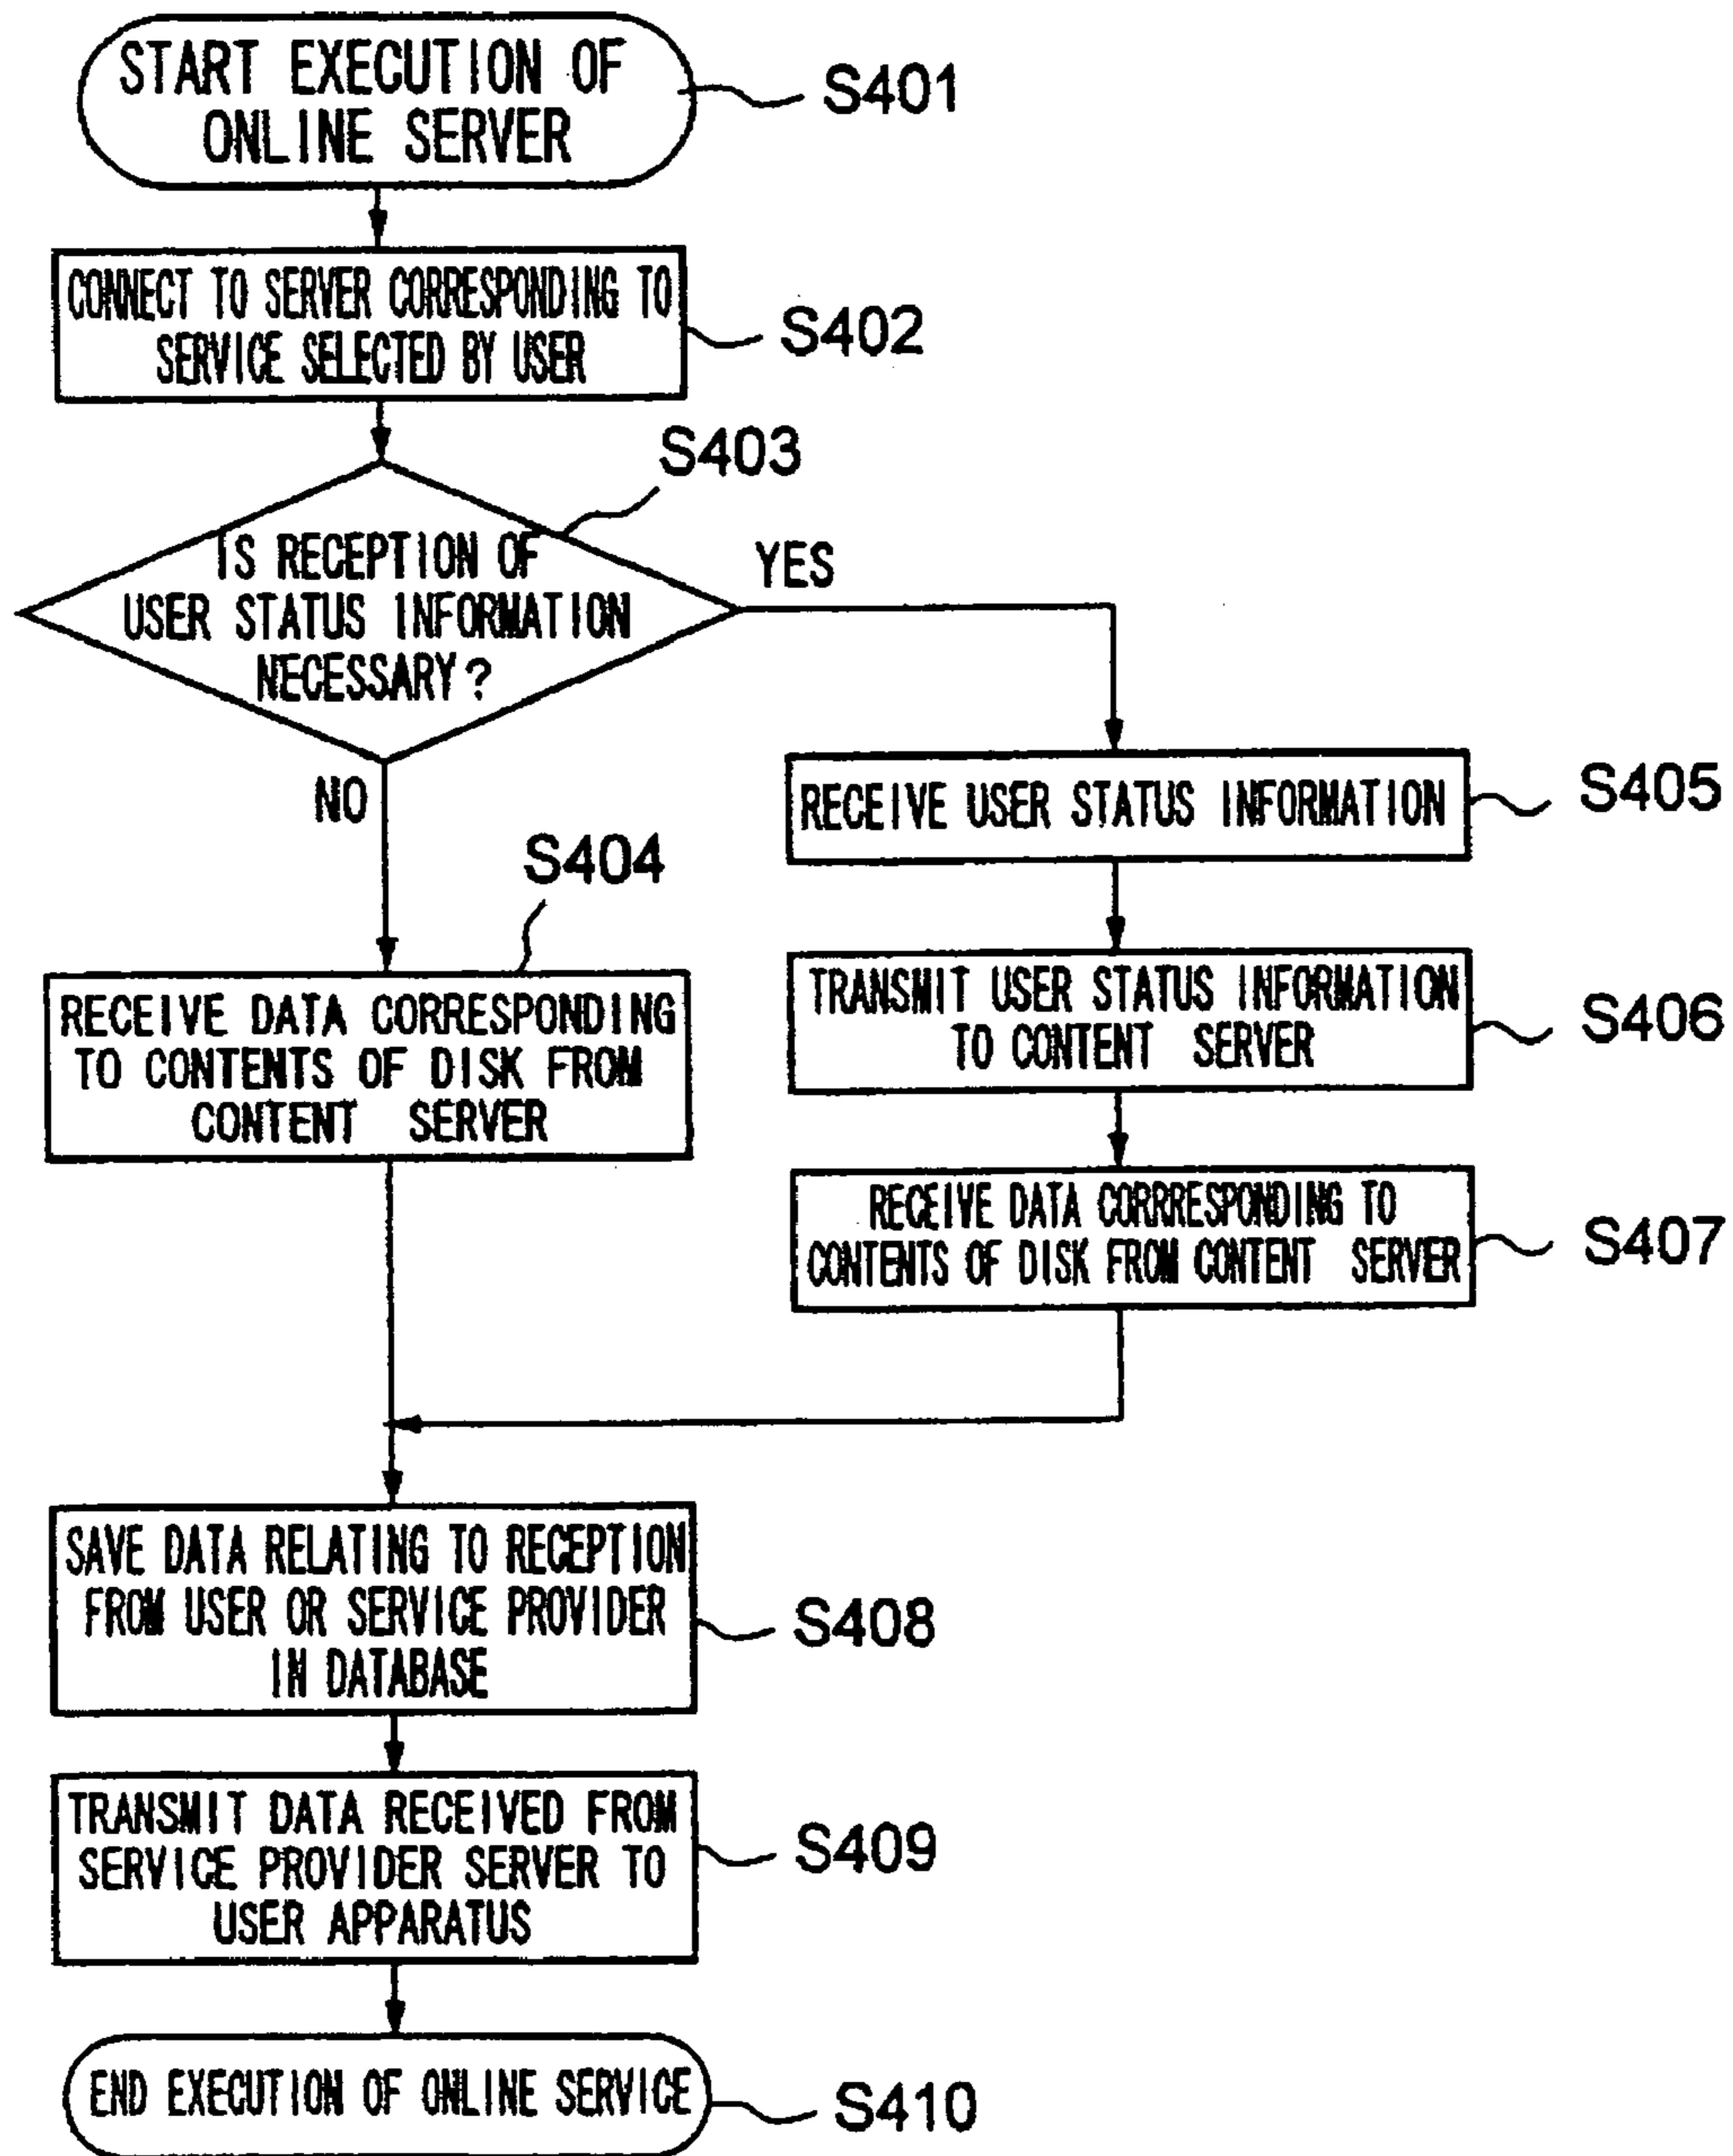 START EXECUTION OF
ONLINE SERVER
S401
CONNECT TO SERVER CORRESPONDING TO
SERVICE SELECTED BY USER
S402
S403
IS RECEPTION OF
USER STATUS INFORMATION
NECESSARY?
YES
NO
S404
RECEIVE DATA CORRESPONDING
TO CONTENTS OF DISK FROM
CONTENT SERVER
RECEIVE USER STATUS INFORMATION
S405
TRANSMIT USER STATUS INFORMATION
TO CONTENT SERVER
S406
RECEIVE DATA CORRRESPONDING TO
CONTENTS OF DISK FROM CONTENT SERVER
S407
SAVE DATA RELATING TO RECEPTION
FROM USER OR SERVICE PROVIDER
IN DATABASE
S408
TRANSMIT DATA RECEIVED FROM
SERVICE PROVIDER SERVER TO
USER APPARATUS
S409
END EXECUTION OF ONLINE SERVICE
S410